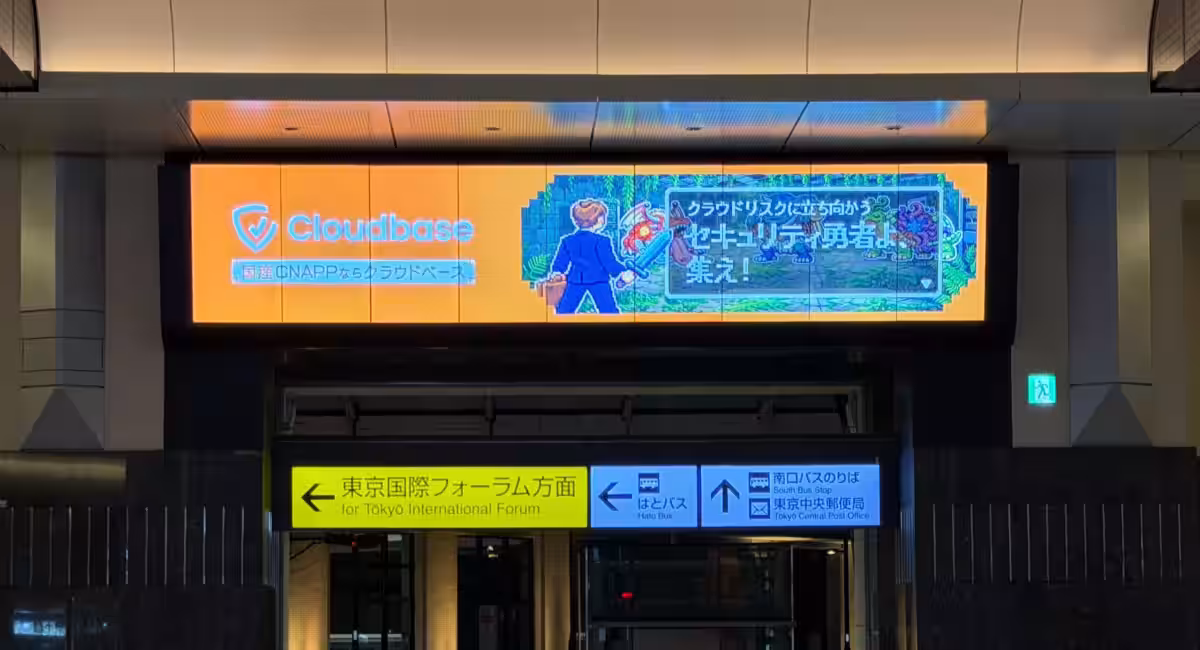 Cloudbase
国産CNAPPならクラウドベース
クラウドリスクに立ち向かう
セキュリティ勇者よ
集え！
東京国際フォーラム方面
for Tōkyō International Forum
はとバス
Hato Bus
南口バスのりば
South Bus Stop
東京中央郵便局
Tōkyō Central Post Office